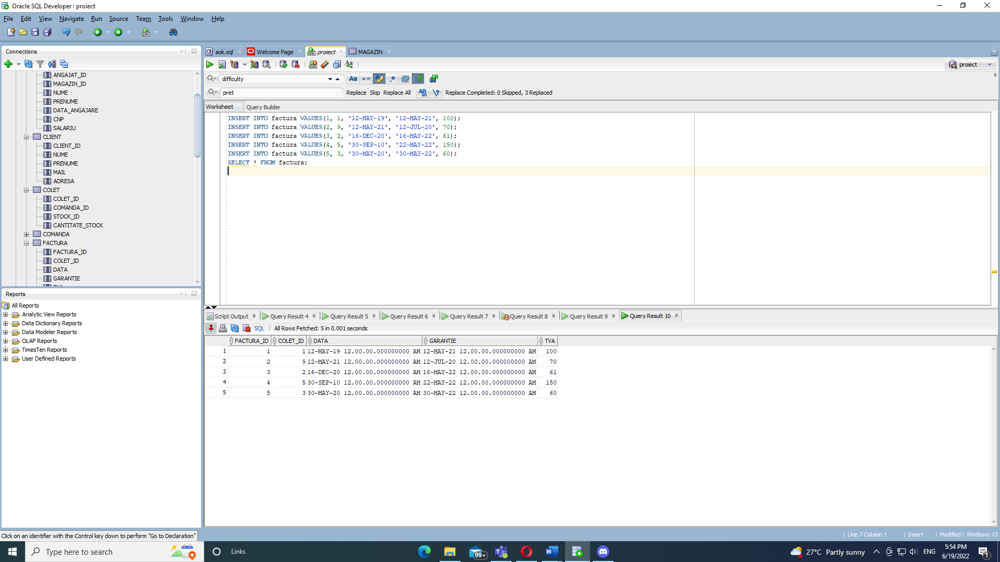 Oracle SQL Developer : proiect
File Edit View Navigate Run Source Team Tools Window Help
Connections
ANGAJAT_ID
MAGAZIN_ID
NUME
PRENUME
DATA_ANGAJARE
CNP
SALARIU
CLIENT
CLIENT_ID
NUME
PRENUME
MAIL
ADRESA
COLET
COLET_ID
COMANDA_ID
STOCK_ID
CANTITATE_STOCK
COMANDA
FACTURA
FACTURA_ID
COLET_ID
DATA
GARANTIE
Reports
All Reports
Analytic View Reports
Data Dictionary Reports
Data Modeler Reports
OLAP Reports
TimesTen Reports
User Defined Reports
aok.sql Welcome Page proiect MAGAZIN
proiect
difficulty
pret Replace Skip Replace All Replace Completed: 0 Skipped, 3 Replaced
Worksheet Query Builder
INSERT INTO factura VALUES(1, 1, '12-MAY-19', '12-MAY-21', 100);
INSERT INTO factura VALUES(2, 9, '12-MAY-21', '12-JUL-20', 70);
INSERT INTO factura VALUES(3, 2, '16-DEC-20', '16-MAY-22', 61);
INSERT INTO factura VALUES(4, 5, '30-SEP-10', '22-MAY-22', 150);
INSERT INTO factura VALUES(5, 3, '30-MAY-20', '30-MAY-22', 60);
SELECT * FROM factura;
Script Output Query Result 4 Query Result 5 Query Result 6 Query Result 7 Query Result 8 Query Result 9 Query Result 10
SQL All Rows Fetched: 5 in 0.001 seconds
FACTURA_ID COLET_ID DATA GARANTIE TVA
1 1 1 12-MAY-19 12.00.00.000000000 AM 12-MAY-21 12.00.00.000000000 AM 100
2 2 9 12-MAY-21 12.00.00.000000000 AM 12-JUL-20 12.00.00.000000000 AM 70
3 3 2 16-DEC-20 12.00.00.000000000 AM 16-MAY-22 12.00.00.000000000 AM 61
4 4 5 30-SEP-10 12.00.00.000000000 AM 22-MAY-22 12.00.00.000000000 AM 150
5 5 3 30-MAY-20 12.00.00.000000000 AM 30-MAY-22 12.00.00.000000000 AM 60
Click on an identifier with the Control key down to perform "Go to Declaration"
Line 7 Column 1 Insert Modified Windows: CF
Type here to search Links 99+ 27°C Partly sunny ENG 5:54 PM
6/19/2022 1